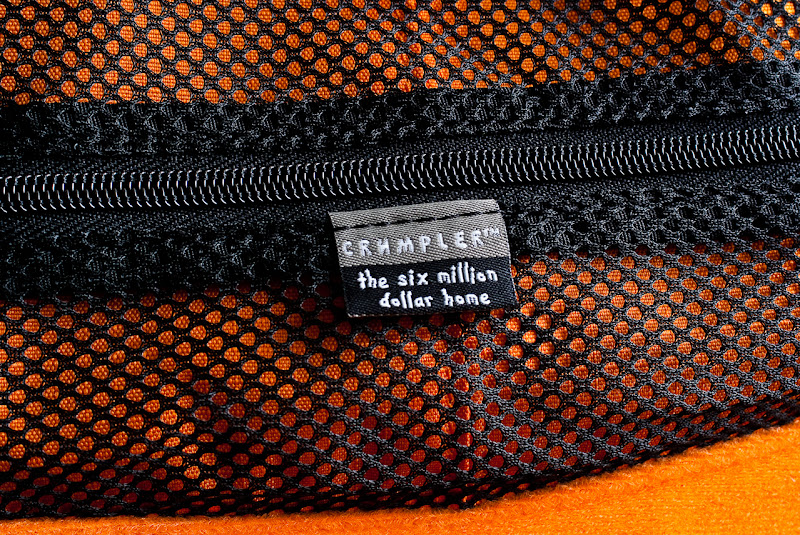 CRUMPLER™
the six million
dollar home